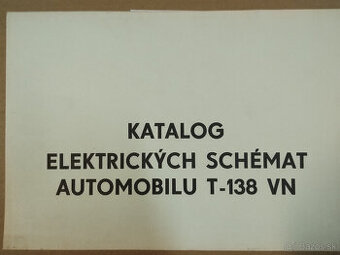 KATALOG
ELEKTRICKÝCH SCHÉMAT
AUTOMOBILU T-138 VN